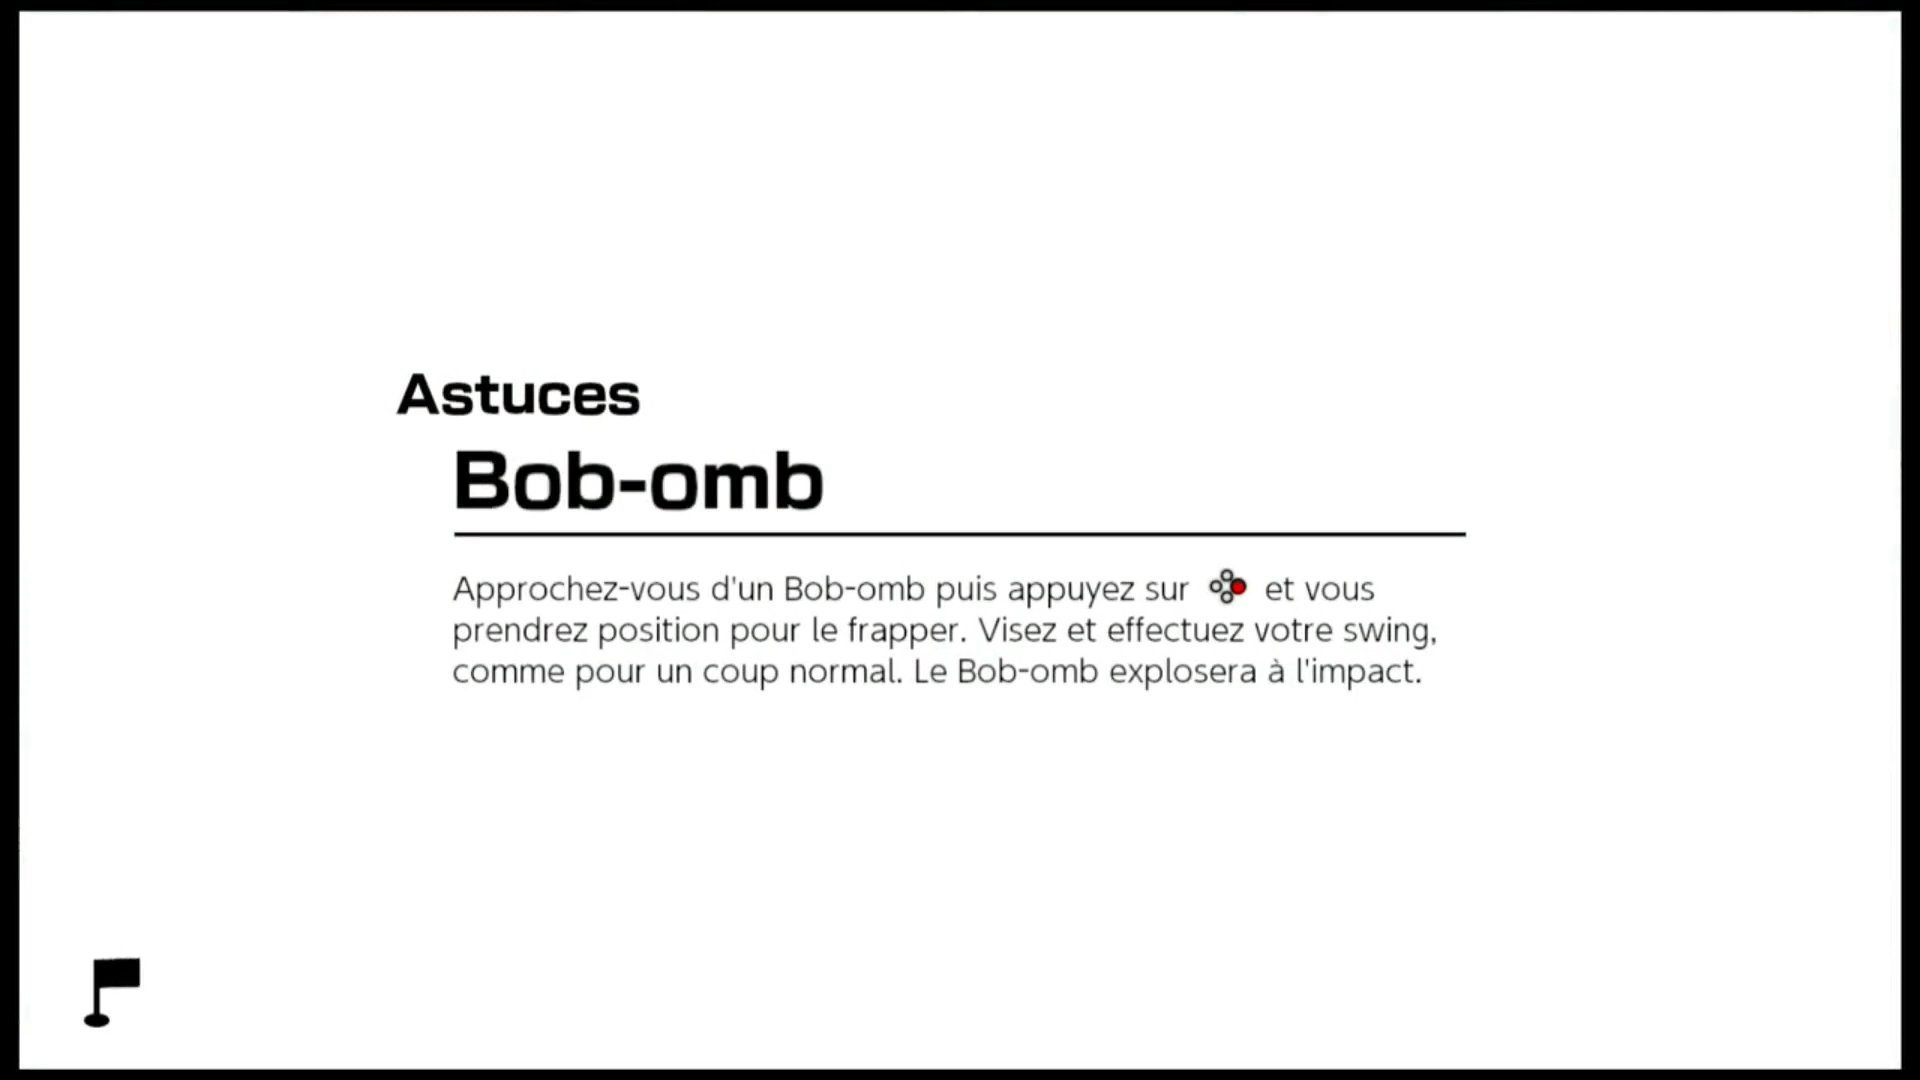 Astuces
Bob-omb
Approchez-vous d'un Bob-omb puis appuyez sur et vous
prendrez position pour le frapper. Visez et effectuez votre swing,
comme pour un coup normal. Le Bob-omb explosera à l'impact.